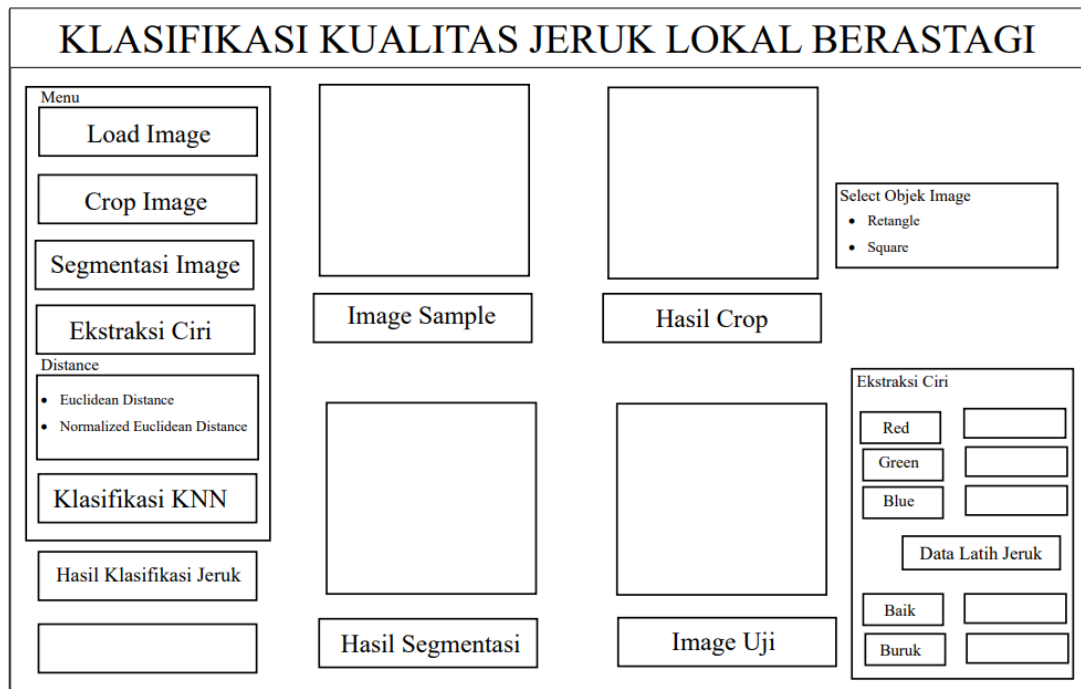 KLASIFIKASI KUALITAS JERUK LOKAL BERASTAGI
Menu
Load Image
Crop Image
Segmentasi Image
Ekstraksi Ciri
Distance
• Euclidean Distance
• Normalized Euclidean Distance
Klasifikasi KNN
Hasil Klasifikasi Jeruk
Image Sample
Hasil Crop
Hasil Segmentasi
Image Uji
Select Objek Image
• Retangle
• Square
Ekstraksi Ciri
Red
Green
Blue
Data Latih Jeruk
Baik
Buruk